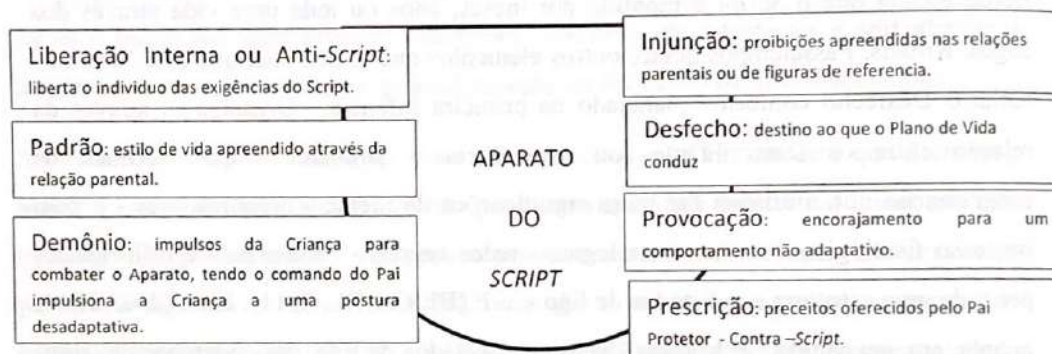 Liberação Interna ou Anti-Script:
liberta o individuo das exigências do Script.
Padrão: estilo de vida apreendido através da
relação parental.
Demônio: impulsos da Criança para
combater o Aparato, tendo o comando do Pai
impulsiona a Criança a uma postura
desadaptativa.
APARATO
DO
SCRIPT
Injunção: proibições apreendidas nas relações
parentais ou de figuras de referencia.
Desfecho: destino ao que o Plano de Vida
conduz
Provocação: encorajamento para um
comportamento não adaptativo.
Prescrição: preceitos oferecidos pelo Pai
Protetor - Contra -Script.